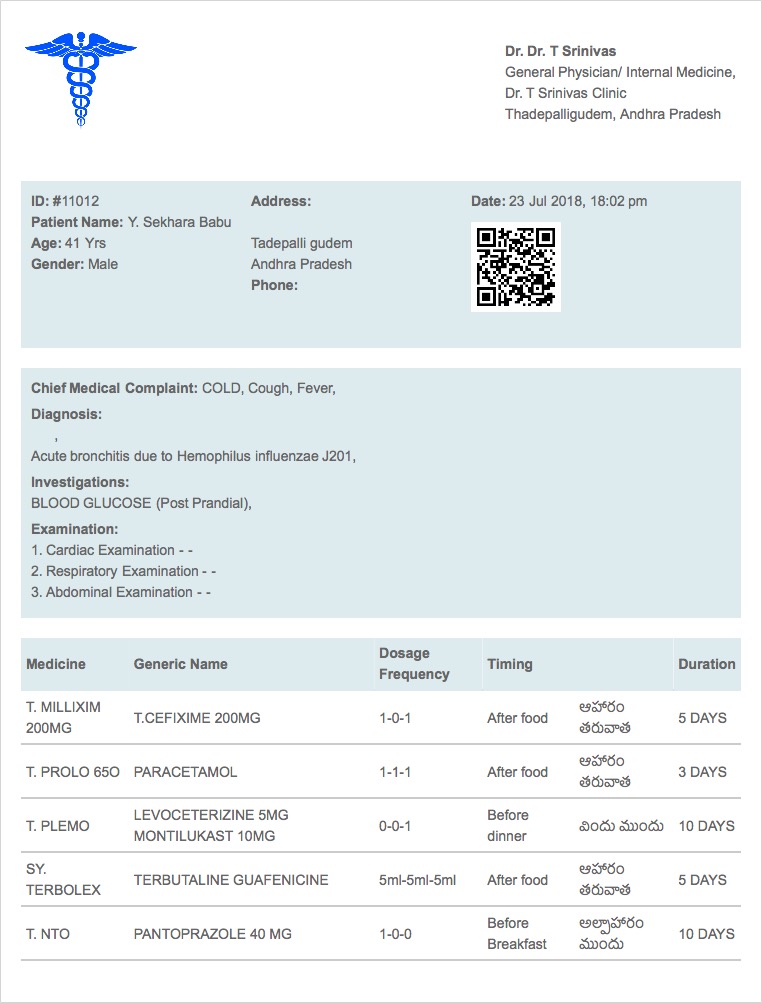 Dr. Dr. T Srinivas
General Physician/ Internal Medicine,
Dr. T Srinivas Clinic
Thadepalligudem, Andhra Pradesh
ID: #11012
Patient Name: Y. Sekhara Babu
Age: 41 Yrs
Gender: Male
Address:
Tadepalli gudem
Andhra Pradesh
Phone:
Date: 23 Jul 2018, 18:02 pm
Chief Medical Complaint: COLD, Cough, Fever,
Diagnosis:
,
Acute bronchitis due to Hemophilus influenzae J201,
Investigations:
BLOOD GLUCOSE (Post Prandial),
Examination:
1. Cardiac Examination - -
2. Respiratory Examination - -
3. Abdominal Examination - -
Medicine Generic Name Dosage Frequency Timing Duration
T. MILLIXIM 200MG T.CEFIXIME 200MG 1-0-1 After food ఆహారం తరువాత 5 DAYS
T. PROLO 65O PARACETAMOL 1-1-1 After food ఆహారం తరువాత 3 DAYS
T. PLEMO LEVOCETERIZINE 5MG MONTILUKAST 10MG 0-0-1 Before dinner విందు ముందు 10 DAYS
SY. TERBOLEX TERBUTALINE GUAFENICINE 5ml-5ml-5ml After food ఆహారం తరువాత 5 DAYS
T. NTO PANTOPRAZOLE 40 MG 1-0-0 Before Breakfast అల్పాహారం ముందు 10 DAYS